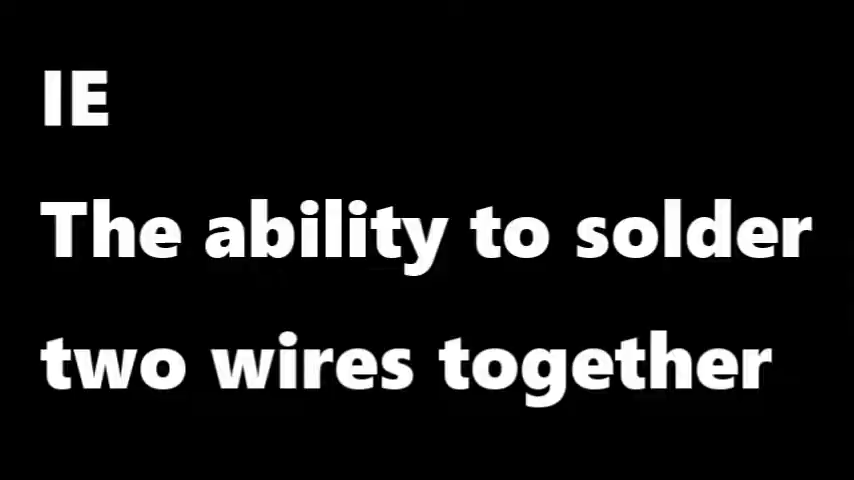 IE
The ability to solder
two wires together